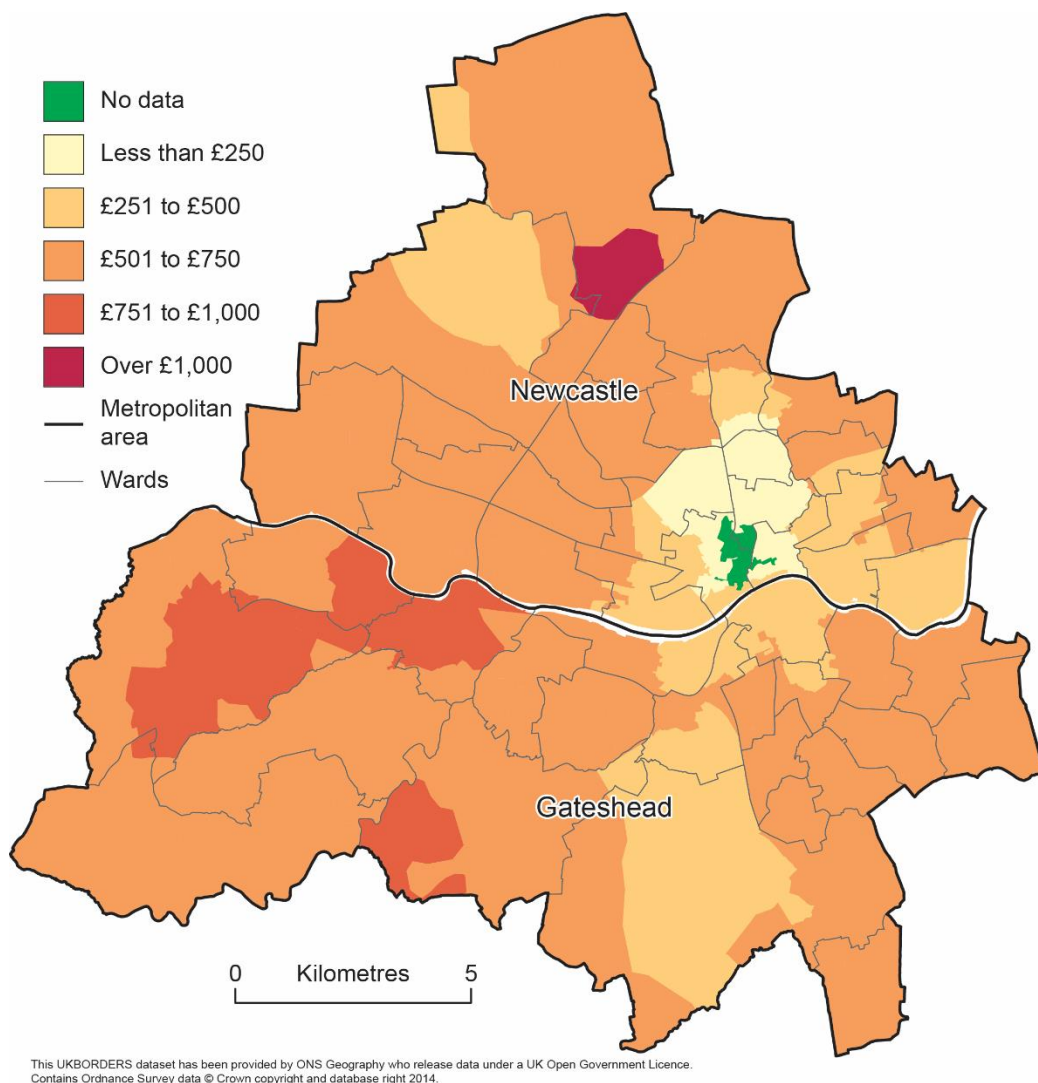 No data
Less than £250
£251 to £500
£501 to £750
£751 to £1,000
Over £1,000
Metropolitan
area
Wards
Newcastle
Gateshead
0 Kilometres 5
This UKBORDERS dataset has been provided by ONS Geography who release data under a UK Open Government Licence.
Contains Ordnance Survey data © Crown copyright and database right 2014.